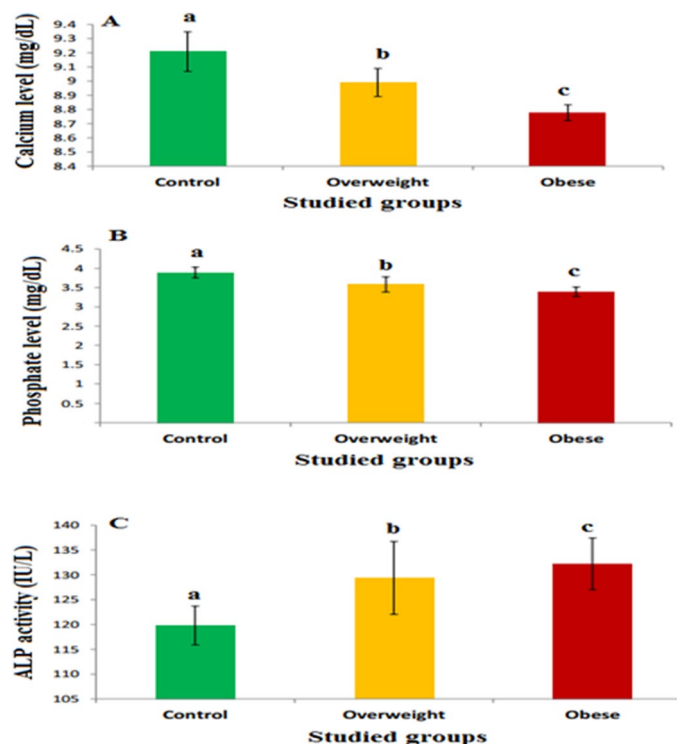 A
Calcium level (mg/dL)
9.4
9.3
9.2
9.1
9
8.9
8.8
8.7
8.6
8.5
8.4
a
b
c
Control Overweight Obese
Studied groups
B
Phosphate level (mg/dL)
4.5
4
3.5
3
2.5
2
1.5
1
0.5
a
b
c
Control Overweight Obese
Studied groups
C
ALP activity (IU/L)
140
135
130
125
120
115
110
105
a
b
c
Control Overweight Obese
Studied groups